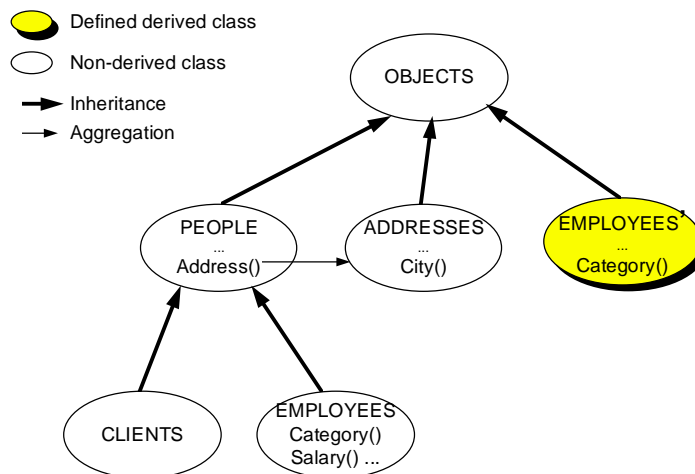 Defined derived class
Non-derived class
Inheritance
Aggregation
OBJECTS
PEOPLE
...
Address()
ADDRESSES
...
City()
EMPLOYEES’
...
Category()
CLIENTS
EMPLOYEES
Category()
Salary() ...